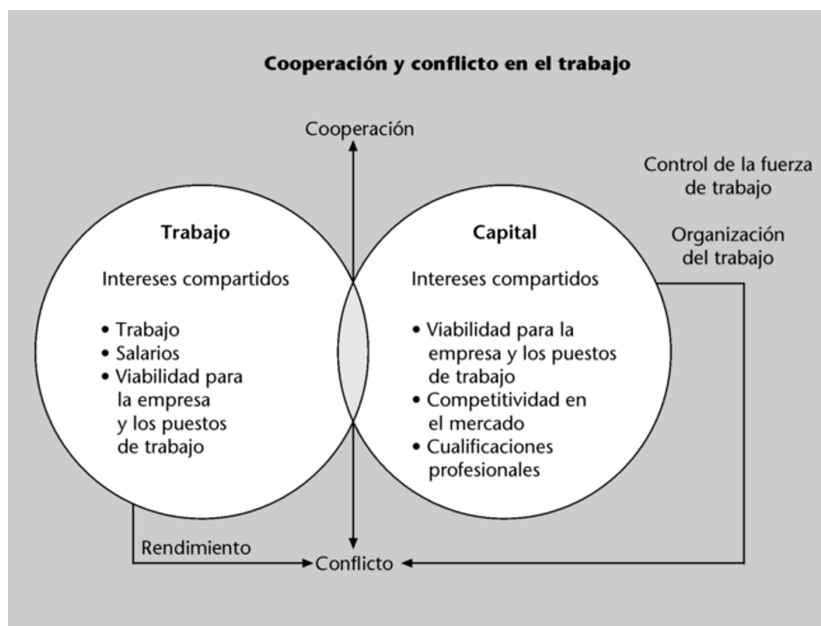 Cooperación y conflicto en el trabajo
Cooperación
Control de la fuerza
de trabajo
Organización
del trabajo
Trabajo
Intereses compartidos
• Trabajo
• Salarios
• Viabilidad para
la empresa
y los puestos
de trabajo
Capital
Intereses compartidos
• Viabilidad para la
empresa y los puestos
de trabajo
• Competitividad en
el mercado
• Cualificaciones
profesionales
Rendimiento
Conflicto